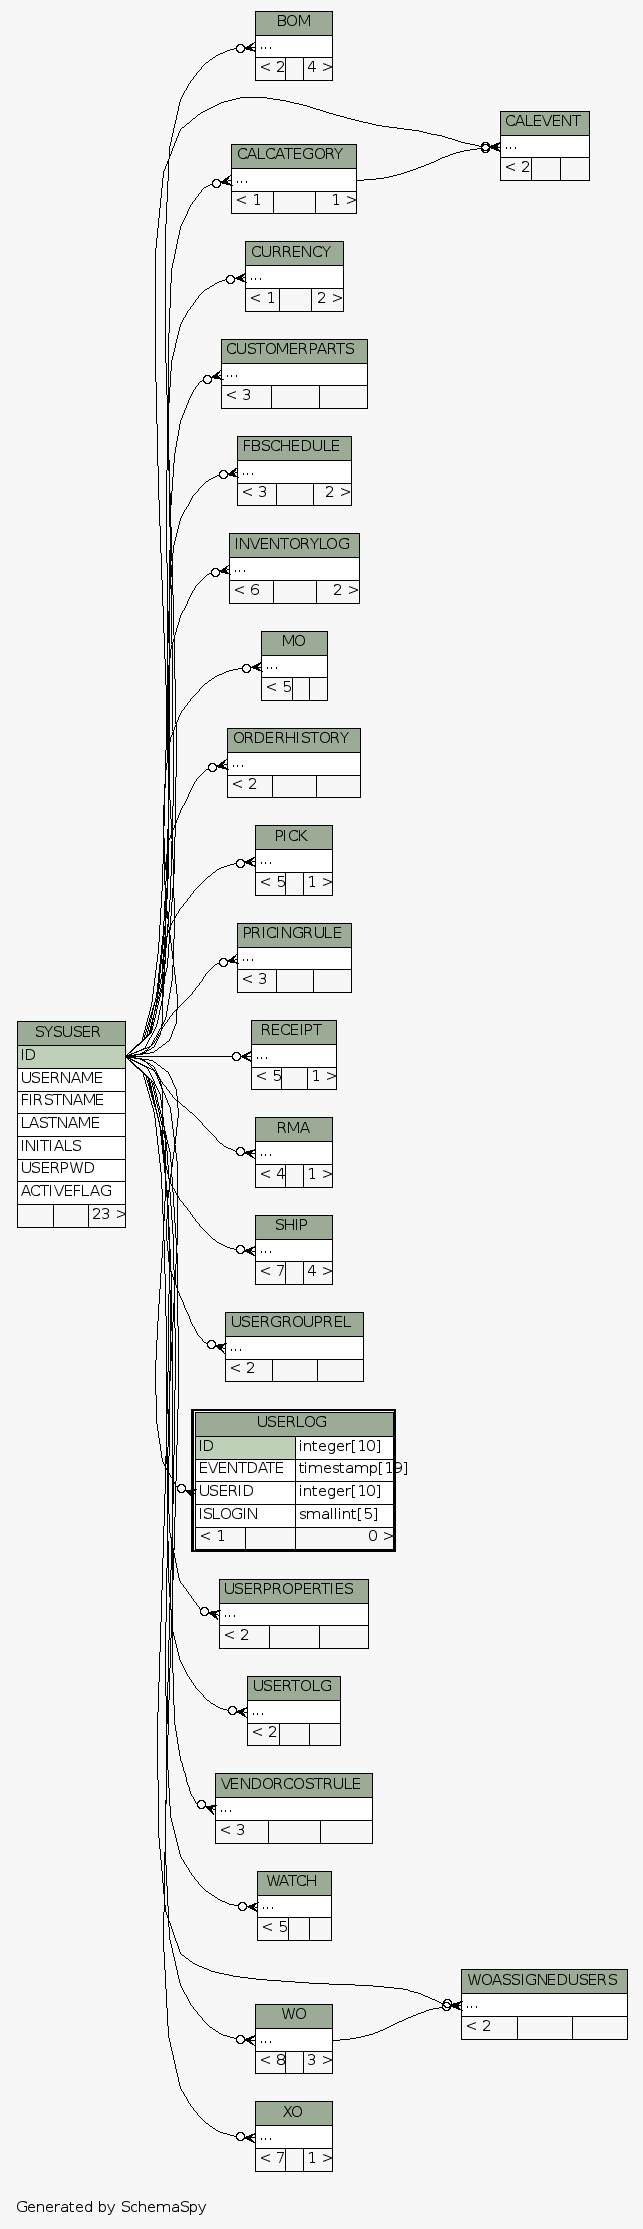 BOM
...
< 2 4 >
CALEVENT
...
< 2
CALCATEGORY
...
< 1 1 >
CURRENCY
...
< 1 2 >
CUSTOMERPARTS
...
< 3
FBSCHEDULE
...
< 3 2 >
INVENTORYLOG
...
< 6 2 >
MO
...
< 5
ORDERHISTORY
...
< 2
PICK
...
< 5 1 >
PRICINGRULE
...
< 3
SYSUSER
ID
USERNAME
FIRSTNAME
LASTNAME
INITIALS
USERPWD
ACTIVEFLAG
23 >
RECEIPT
...
< 5 1 >
RMA
...
< 4 1 >
SHIP
...
< 7 4 >
USERGROUPREL
...
< 2
USERLOG
ID integer[10]
EVENTDATE timestamp[19]
USERID integer[10]
ISLOGIN smallint[5]
< 1 0 >
USERPROPERTIES
...
< 2
USERTOLG
...
< 2
VENDORCOSTRULE
...
< 3
WATCH
...
< 5
WOASSIGNEDUSERS
...
< 2
WO
...
< 8 3 >
XO
...
< 7 1 >
Generated by SchemaSpy